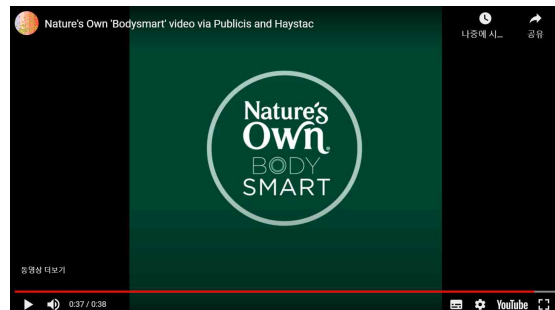 Nature's Own 'Bodysmart' video via Publicis and Haystac
나중에 시...
공유
Nature's
Own
BODY
SMART
동영상 더보기
0:37 / 0:38
YouTube